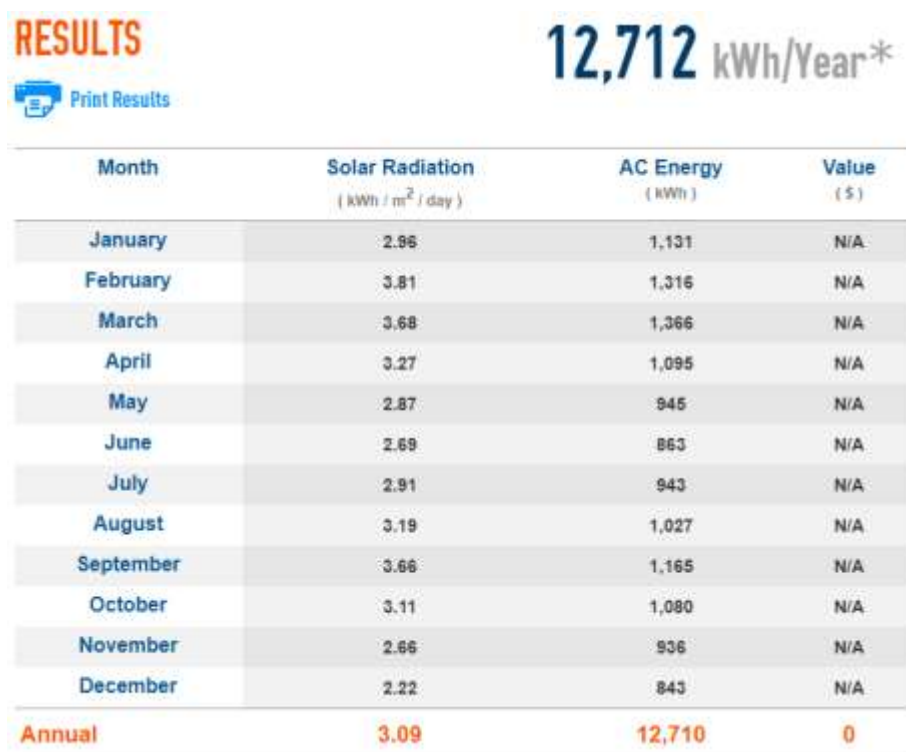 RESULTS
12,712 kWh/Year*
Print Results
Month Solar Radiation AC Energy Value
( kWh / m² / day ) ( kWh ) ( $ )
January 2.96 1,131 N/A
February 3.81 1,316 N/A
March 3.68 1,366 N/A
April 3.27 1,095 N/A
May 2.87 945 N/A
June 2.69 863 N/A
July 2.91 943 N/A
August 3.19 1,027 N/A
September 3.66 1,165 N/A
October 3.11 1,080 N/A
November 2.66 936 N/A
December 2.22 843 N/A
Annual 3.09 12,710 0